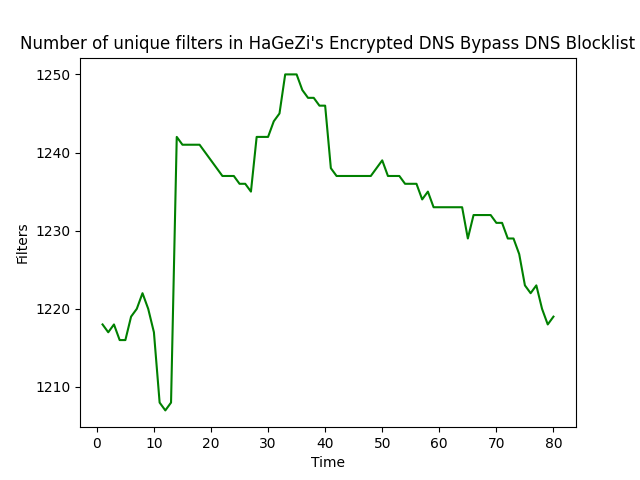 Number of unique filters in HaGeZi's Encrypted DNS Bypass DNS Blocklist
1250
1240
1230
1220
1210
Filters
0 10 20 30 40 50 60 70 80
Time